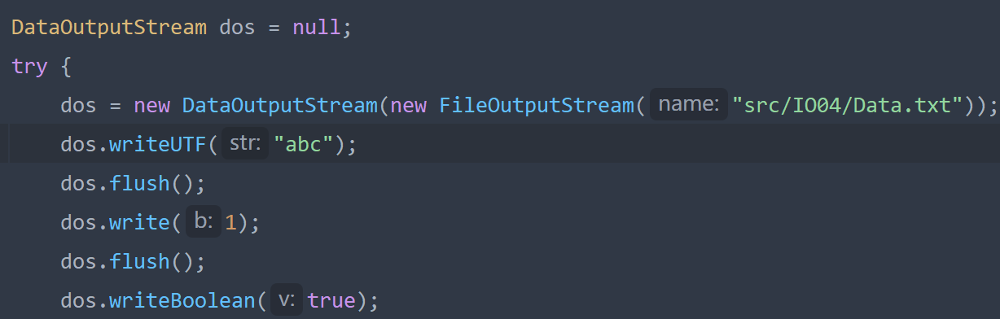 DataOutputStream dos = null;
try {
    dos = new DataOutputStream(new FileOutputStream( name: "src/IO04/Data.txt"));
    dos.writeUTF( str: "abc");
    dos.flush();
    dos.write( b: 1);
    dos.flush();
    dos.writeBoolean( v: true);